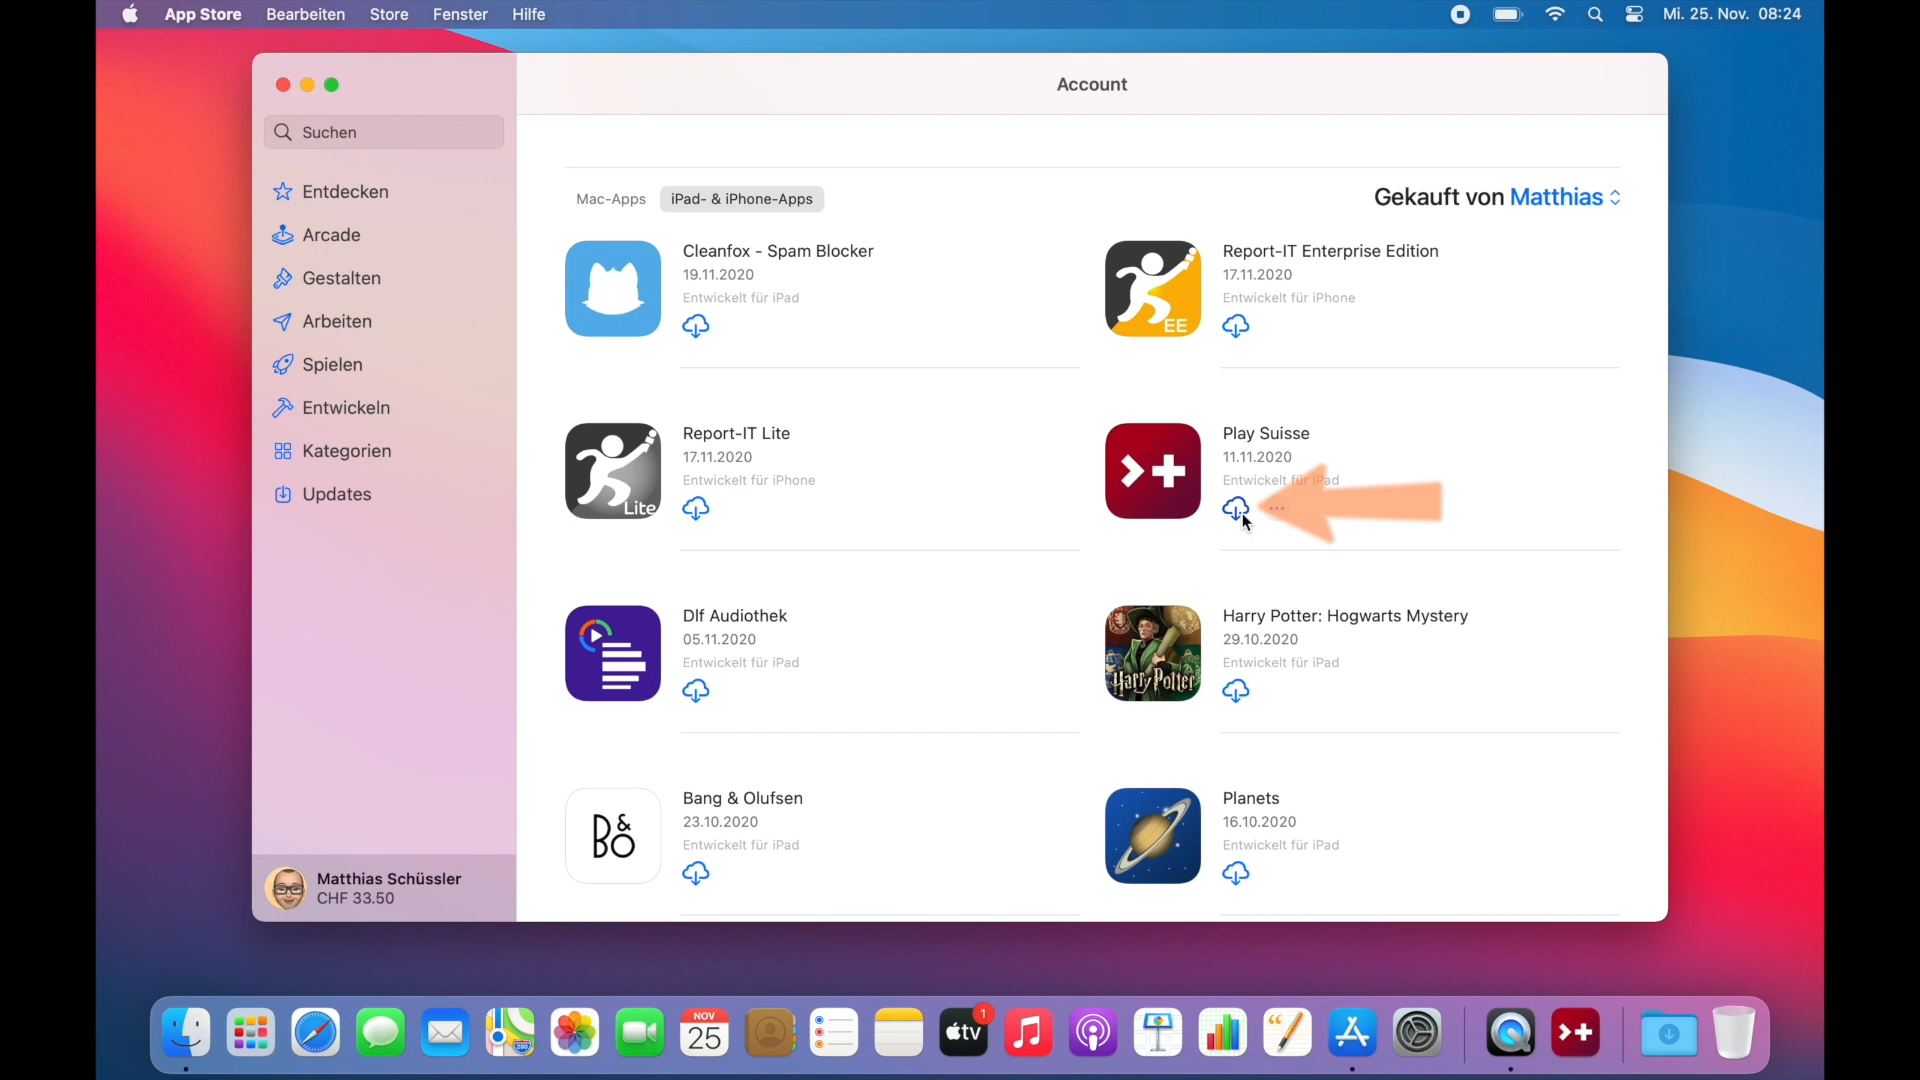 App Store Bearbeiten Store Fenster Hilfe
Mi. 25. Nov. 08:24
Account
Suchen
Entdecken
Arcade
Gestalten
Arbeiten
Spielen
Entwickeln
Kategorien
Updates
Matthias Schüssler
CHF 33.50
Mac-Apps
iPad- & iPhone-Apps
Gekauft von Matthias
Cleanfox - Spam Blocker
19.11.2020
Entwickelt für iPad
Report-IT Enterprise Edition
17.11.2020
Entwickelt für iPhone
EE
Report-IT Lite
17.11.2020
Entwickelt für iPhone
Lite
Play Suisse
11.11.2020
Entwickelt für iPad
Dlf Audiothek
05.11.2020
Entwickelt für iPad
Harry Potter: Hogwarts Mystery
29.10.2020
Entwickelt für iPad
Harry Potter
Bang & Olufsen
23.10.2020
Entwickelt für iPad
B&O
Planets
16.10.2020
Entwickelt für iPad
NOV
25
tv
1
280